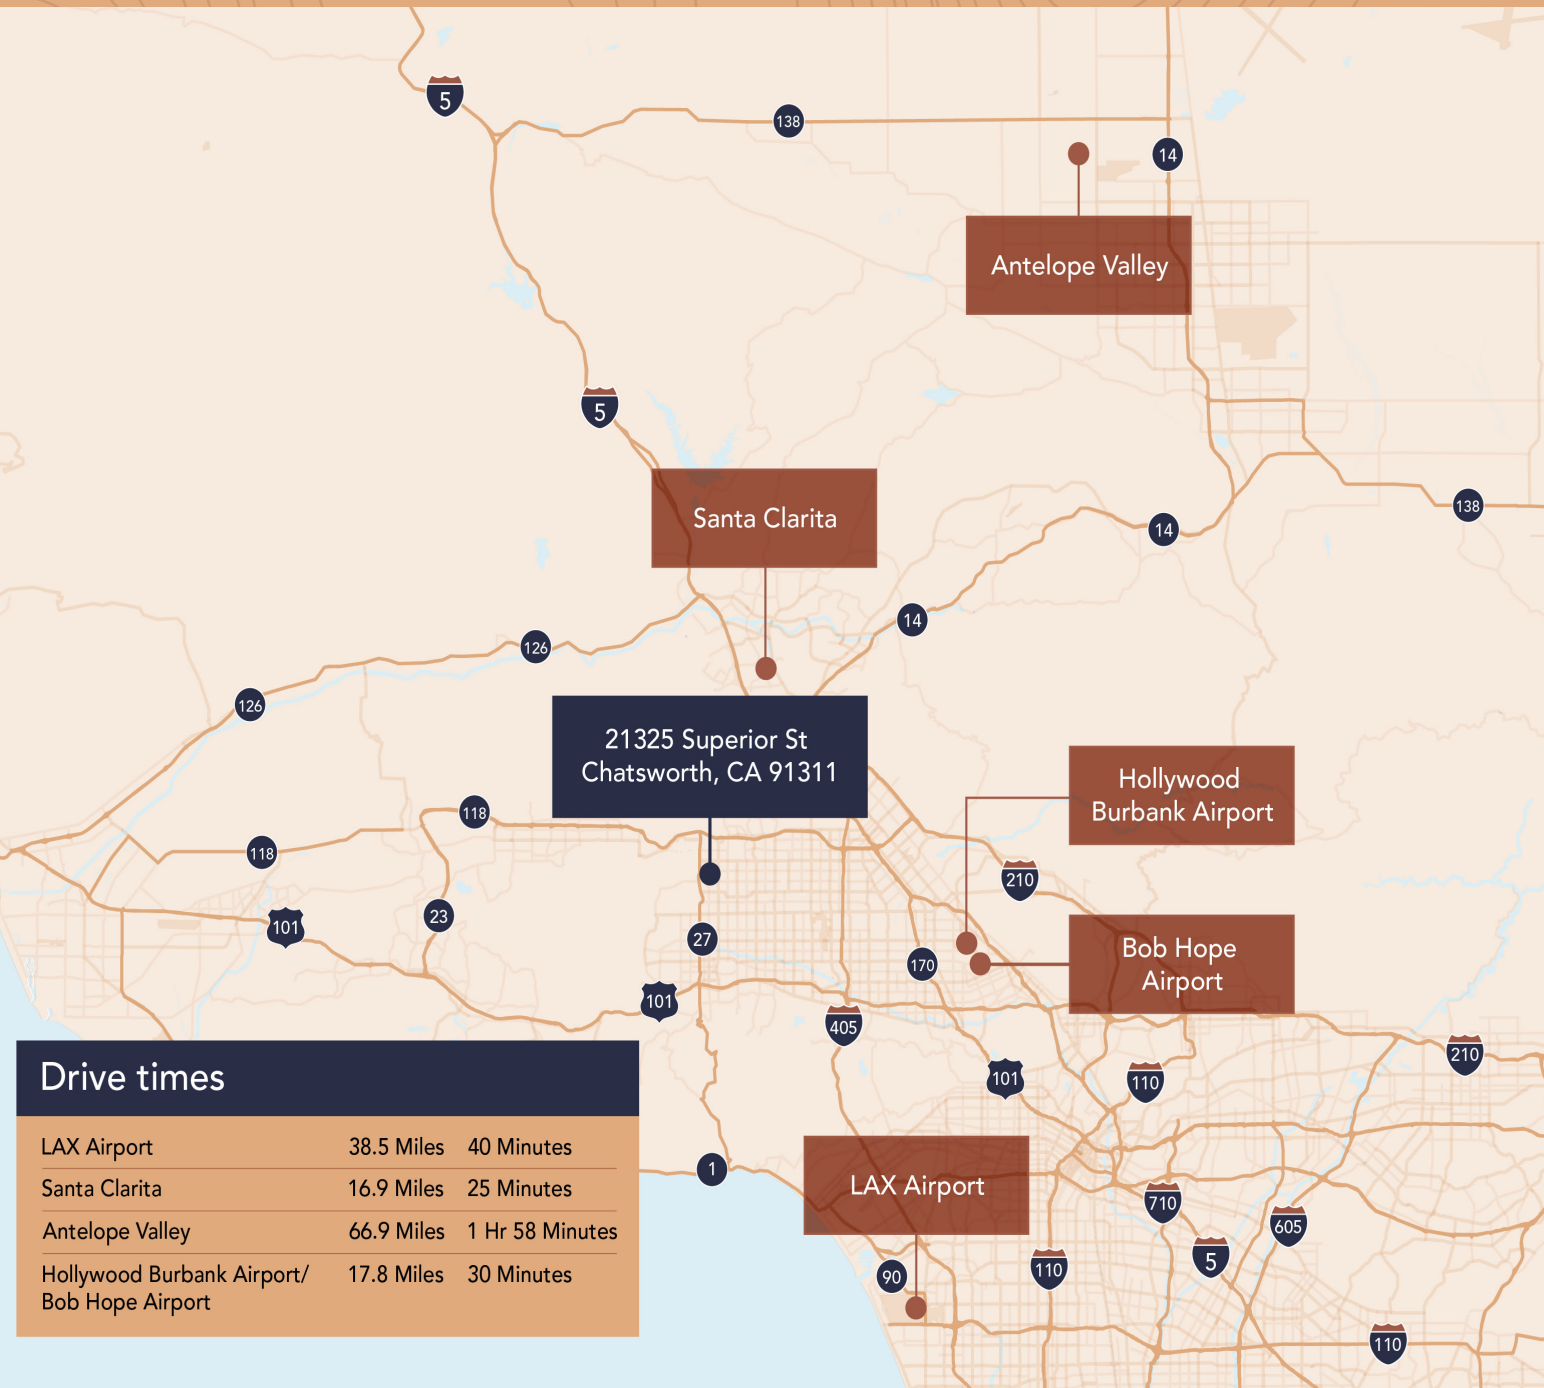 5
138
14
Antelope Valley
5
Santa Clarita
138
14
14
126
126
21325 Superior St
Chatsworth, CA 91311
Hollywood
Burbank Airport
118
118
210
23
101
27
170
Bob Hope
Airport
101
405
101
110
210
Drive times
LAX Airport 38.5 Miles 40 Minutes
Santa Clarita 16.9 Miles 25 Minutes
Antelope Valley 66.9 Miles 1 Hr 58 Minutes
Hollywood Burbank Airport/ 17.8 Miles 30 Minutes
Bob Hope Airport
1
LAX Airport
710
605
5
110
90
110